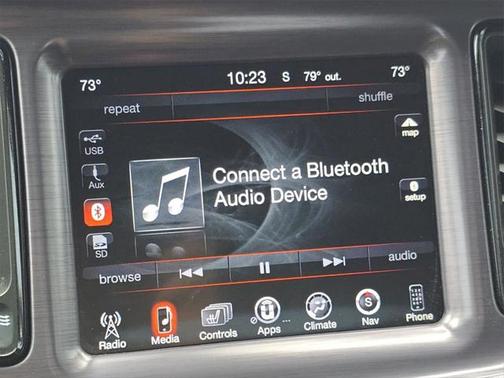 73° 10:23 S 79° out. 73°
repeat shuffle
USB
map
Aux
Connect a Bluetooth
Audio Device
setup
SD
browse audio
Radio Media Controls Apps ... Climate S Nav Phone